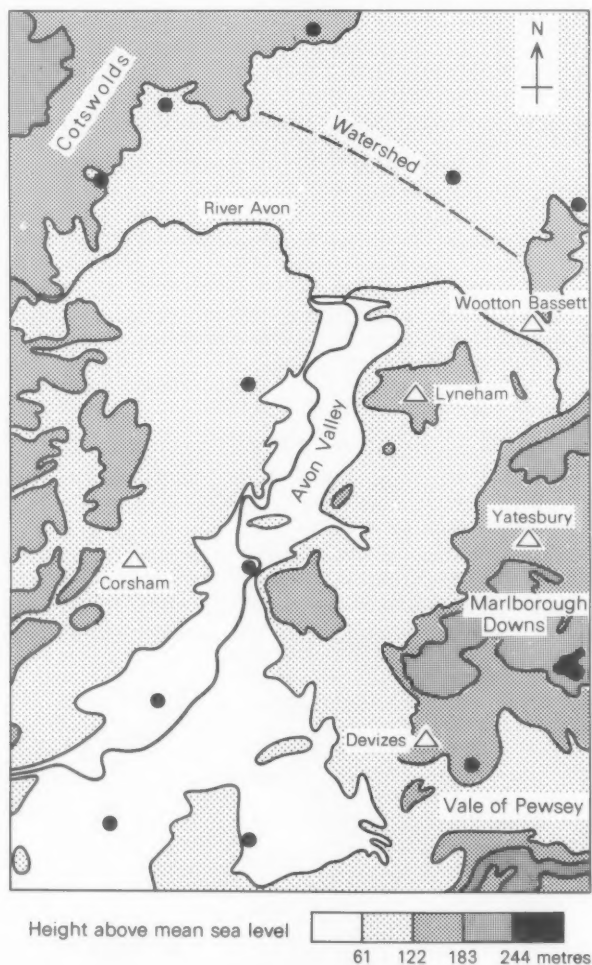 N
Cotswolds
Watershed
River Avon
Wootton Bassett
Lyneham
Avon Valley
Yatesbury
Corsham
Marlborough
Downs
Devizes
Vale of Pewsey
Height above mean sea level
61 122 183 244 metres